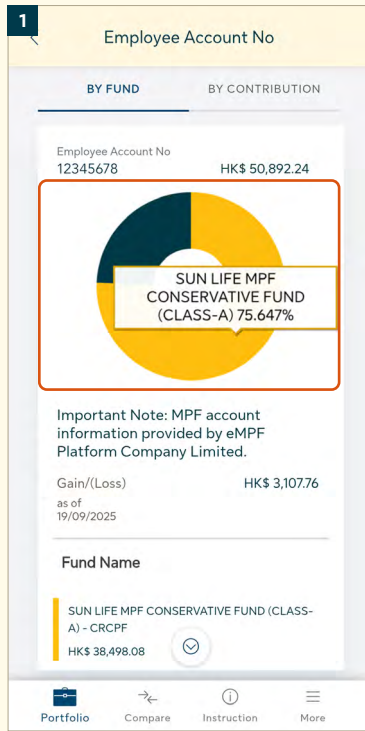 1
Employee Account No
BY FUND
BY CONTRIBUTION
Employee Account No
12345678
HK$ 50,892.24
SUN LIFE MPF
CONSERVATIVE FUND
(CLASS-A) 75.647%
Important Note: MPF account
information provided by eMPF
Platform Company Limited.
Gain/(Loss)
HK$ 3,107.76
as of
19/09/2025
Fund Name
SUN LIFE MPF CONSERVATIVE FUND (CLASS-
A) - CRCPF
HK$ 38,498.08
Portfolio
Compare
Instruction
More